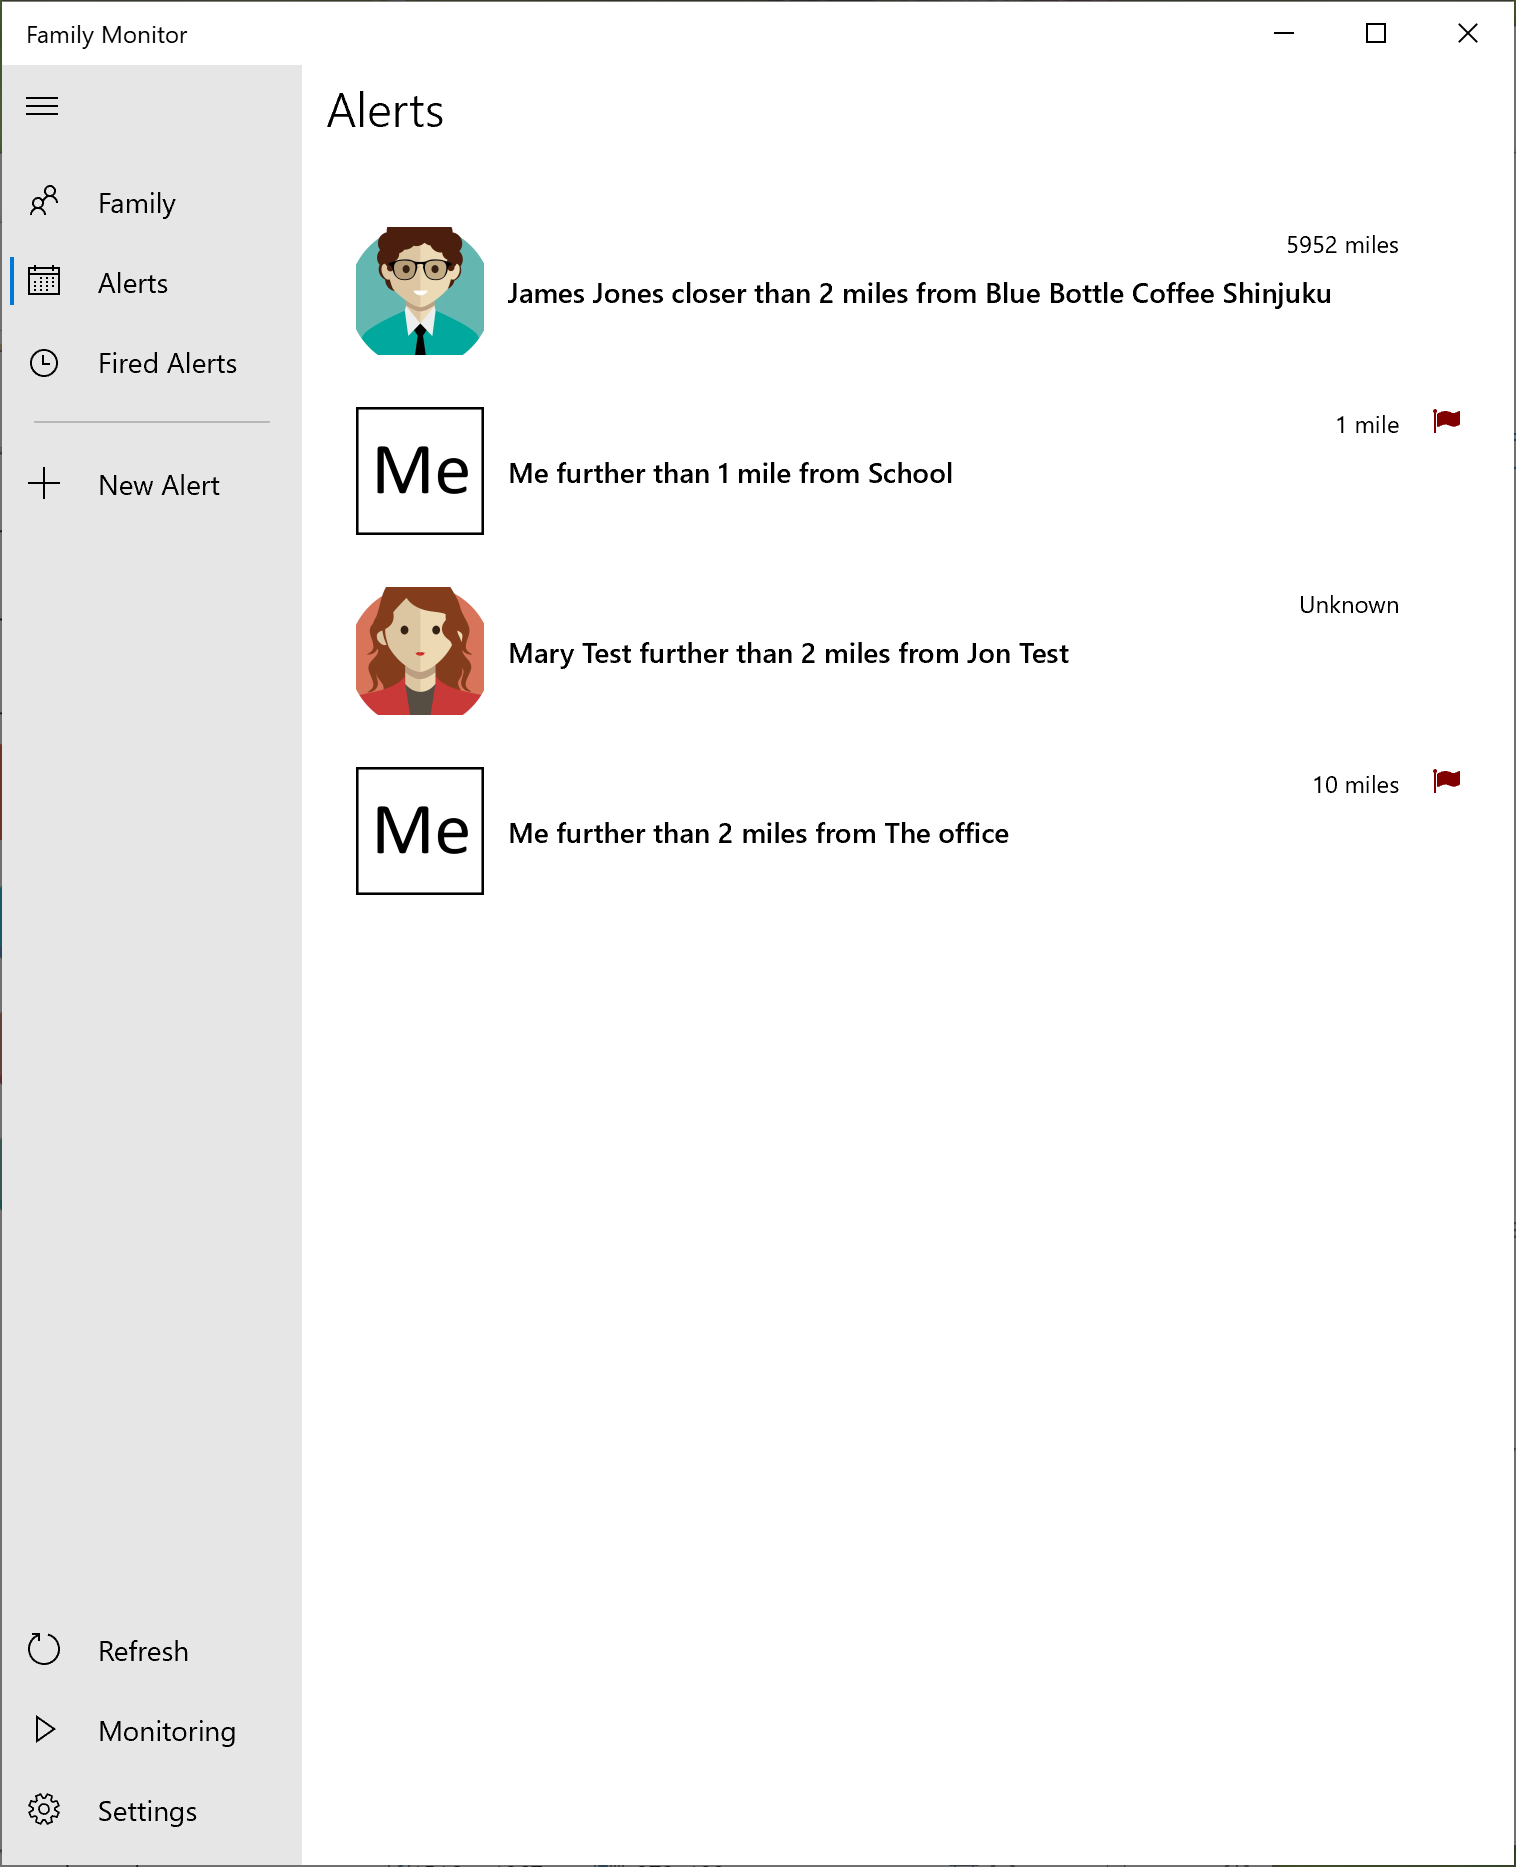 Family Monitor
Alerts
Family
Alerts
Fired Alerts
New Alert
5952 miles
James Jones closer than 2 miles from Blue Bottle Coffee Shinjuku
1 mile
Me
Me further than 1 mile from School
Unknown
Mary Test further than 2 miles from Jon Test
10 miles
Me
Me further than 2 miles from The office
Refresh
Monitoring
Settings